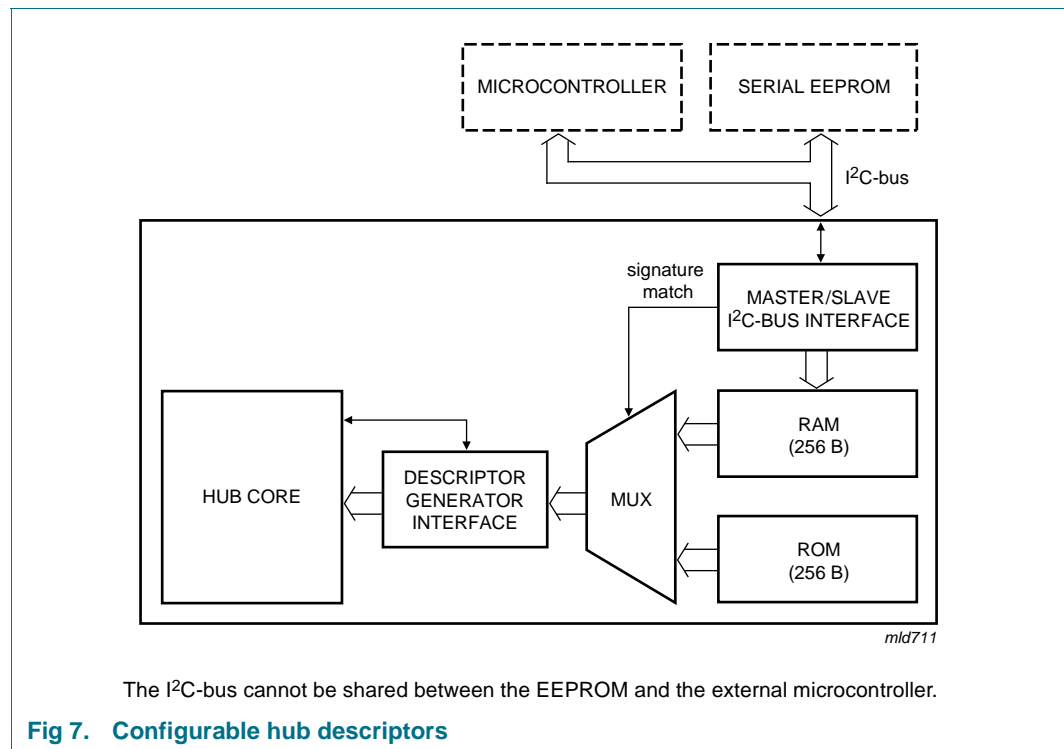 MICROCONTROLLER
SERIAL EEPROM
I²C-bus
signature
match
MASTER/SLAVE
I²C-BUS INTERFACE
HUB CORE
DESCRIPTOR
GENERATOR
INTERFACE
MUX
RAM
(256 B)
ROM
(256 B)
mld711
The I²C-bus cannot be shared between the EEPROM and the external microcontroller.
Fig 7. Configurable hub descriptors